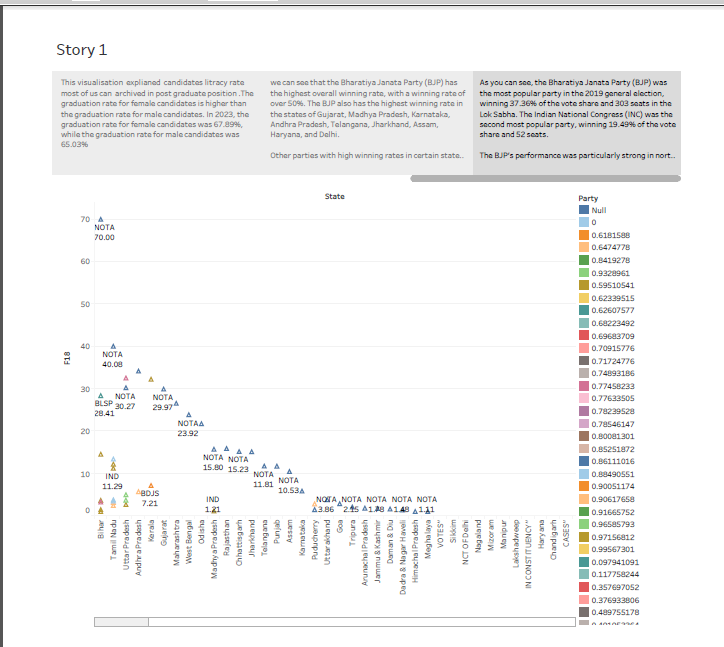 Story 1
This visualisation explianed candidates litracy rate
most of us can archived in post graduate position .The
graduation rate for female candidates is higher than
the graduation rate for male candidates. In 2023, the
graduation rate for female candidates was 67.89%,
while the graduation rate for male candidates was
65.03%
we can see that the Bharatiya Janata Party (BJP) has
the highest overall winning rate, with a winning rate of
over 50%. The BJP also has the highest winning rate in
the states of Gujarat, Madhya Pradesh, Karnataka,
Andhra Pradesh, Telangana, Jharkhand, Assam,
Haryana, and Delhi.
Other parties with high winning rates in certain state..
As you can see, the Bharatiya Janata Party (BJP) was
the most popular party in the 2019 general election,
winning 37.36% of the vote share and 303 seats in the
Lok Sabha. The Indian National Congress (INC) was the
second most popular party, winning 19.49% of the vote
share and 52 seats.
The BJP's performance was particularly strong in nort..
State
F18
70
60
50
40
30
20
10
0
NOTA
70.00
NOTA
40.08
BLSP
28.41
NOTA
30.27
NOTA
29.97
NOTA
23.92
IND
11.29
BDJS
7.21
NOTA
15.80
NOTA
15.23
NOTA
11.81
NOTA
10.53
IND
NOTA
3.86
NOTA
NOTA
NOTA
NOTA
1.11
Bihar
Tamil Nadu
Uttar Pradesh
Andhra Pradesh
Kerala
Maharashtra
Gujarat
West Bengal
Odisha
Madhya Pradesh
Rajasthan
Chhattisgarh
Jharkhand
Telangana
Punjab
Assam
Karnataka
Puducherry
Uttarakhand
Goa
Tripura
Arunachal Pradesh
Jammu & Kashmir
Daman & Diu
Dadra & Nagar Haveli
Himachal Pradesh
Meghalaya
VOTES"
Sikkim
NCT OF Delhi
Nagaland
Mizoram
Manipur
Lakshadweep
IN CONSTITUENCY"
Haryana
Chandigarh
CASES"
Party
Null
0
0.6181588
0.6474778
0.8419278
0.9328961
0.59510541
0.62339515
0.62607577
0.68223492
0.69683709
0.70915776
0.71724776
0.74893186
0.77458233
0.77633505
0.78239528
0.78546147
0.80081301
0.85251872
0.86111016
0.88490551
0.90051174
0.90617658
0.91665752
0.96585793
0.97156812
0.99567301
0.097941091
0.117758244
0.357697052
0.376933806
0.489755178